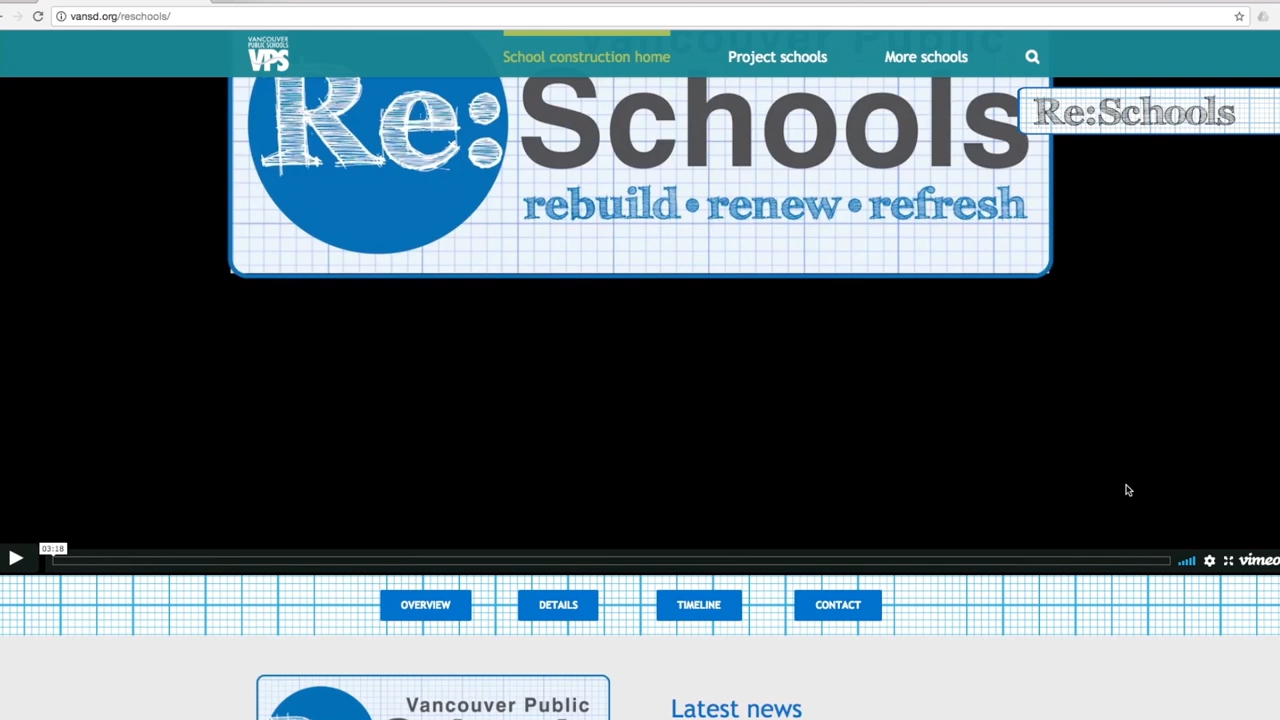 vansd.org/reschools/
VANCOUVER
PUBLIC SCHOOLS
VPS
School construction home
Project schools
More schools
Re:Schools
Re:Schools
rebuild • renew • refresh
03:18
vimeo
OVERVIEW
DETAILS
TIMELINE
CONTACT
Vancouver Public
Latest news